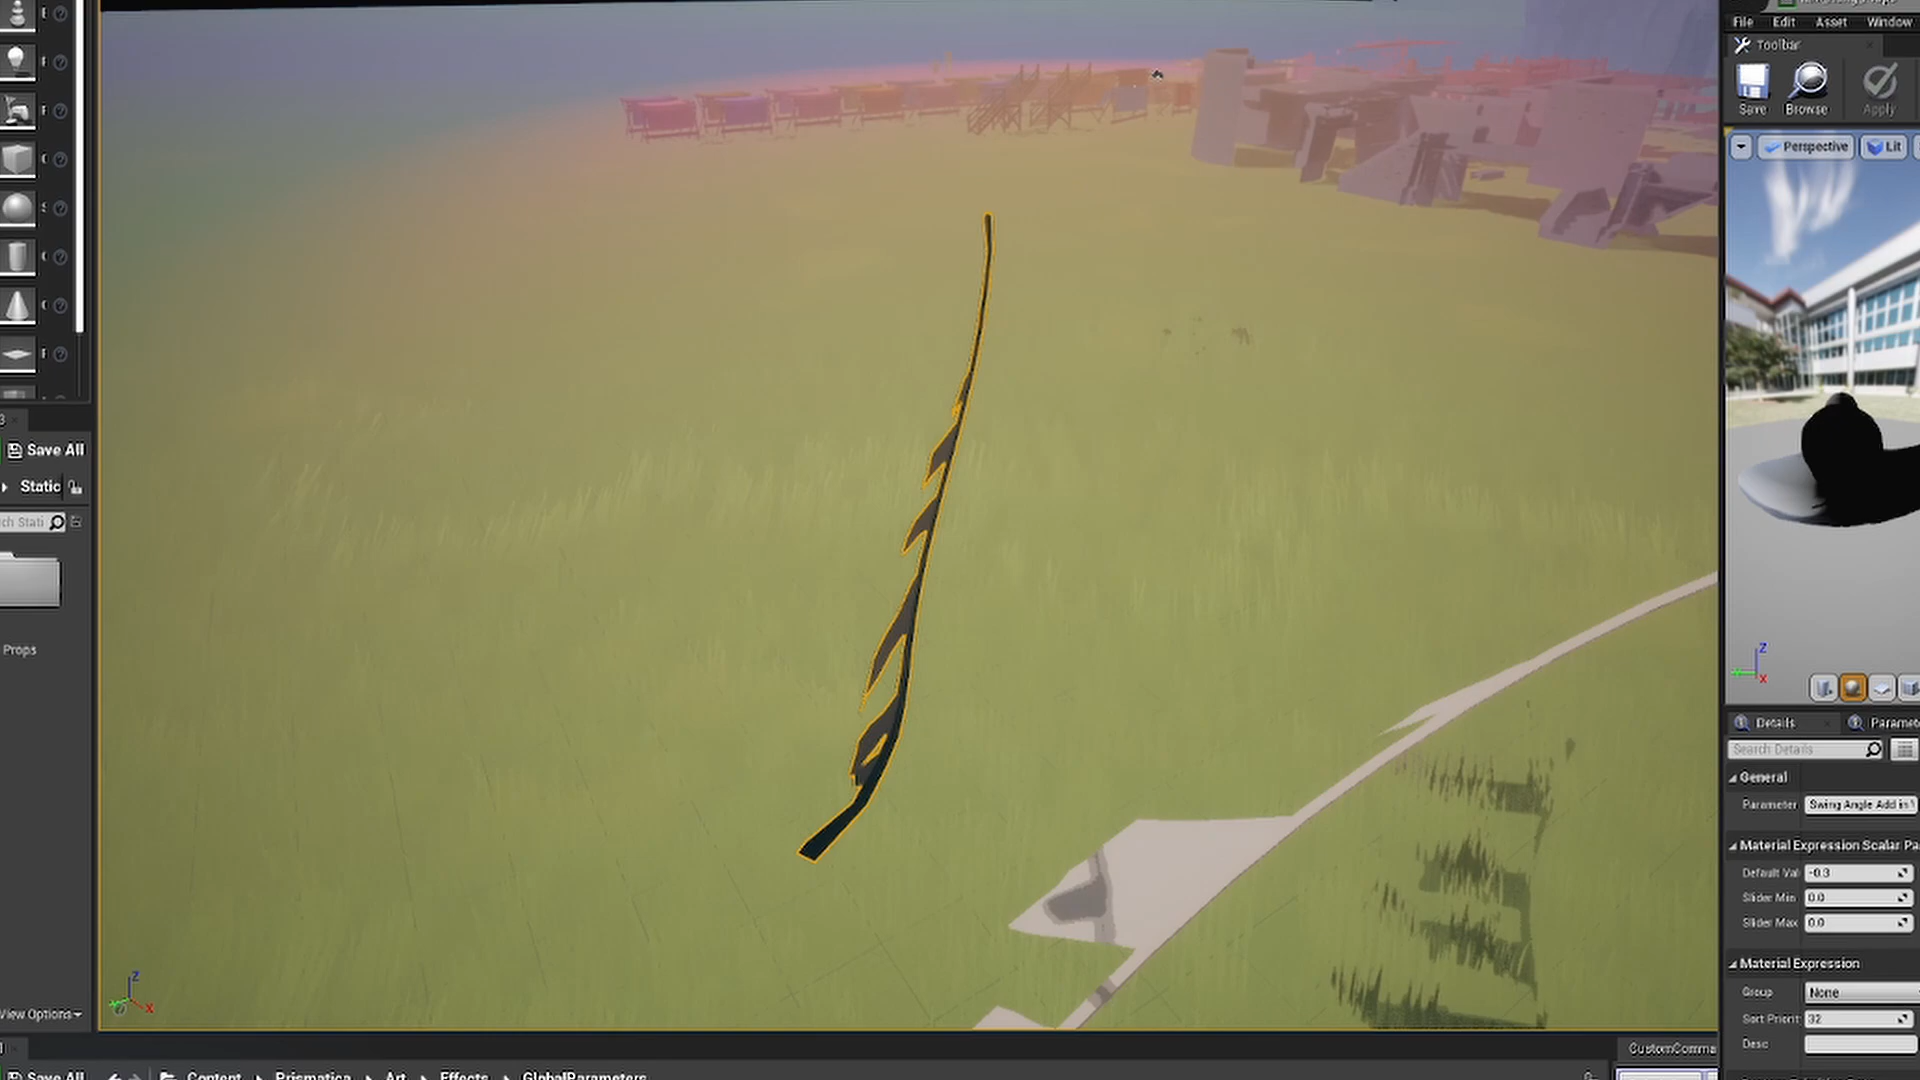 File Edit Asset Window
Toolbar
Save Browse Apply
Perspective Lit
Save All
Static
Props
View Options
Z
X
Z
X
Details
Search Details
General
Parameter Swing Angle Add in
Material Expression Scalar Pa
Default Val -0.3
Slider Min 0.0
Slider Max 0.0
Material Expression
Group None
Sort Priorit 32
Desc
CustomComma
Save All Content Prismatica Art Effects GlobalParameters